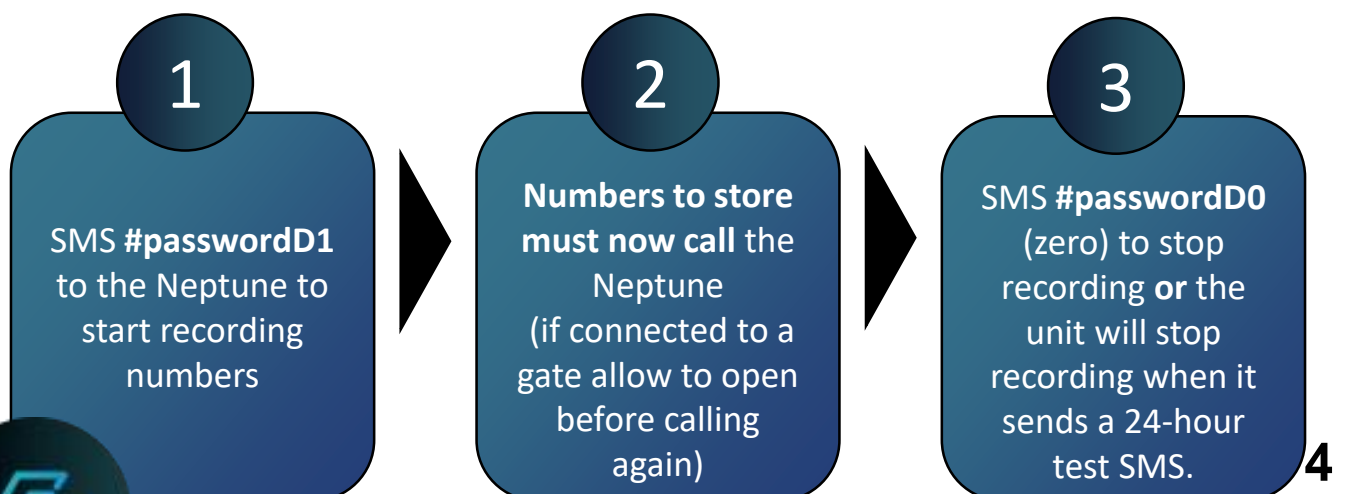 1
SMS #passwordD1
to the Neptune to
start recording
numbers
2
Numbers to store
must now call the
Neptune
(if connected to a
gate allow to open
before calling
again)
3
SMS #passwordD0
(zero) to stop
recording or the
unit will stop
recording when it
sends a 24-hour
test SMS.
4